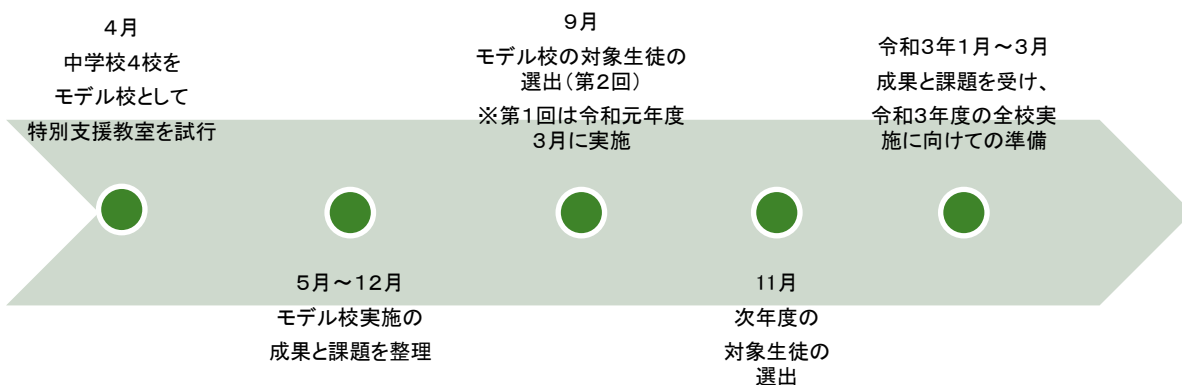 4月
中学校4校を
モデル校として
特別支援教室を試行
5月～12月
モデル校実施の
成果と課題を整理
9月
モデル校の対象生徒の
選出(第2回)
※第1回は令和元年度
3月に実施
11月
次年度の
対象生徒の
選出
令和3年1月～3月
成果と課題を受け、
令和3年度の全校実
施に向けての準備